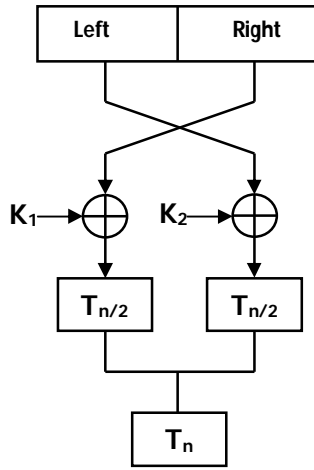 Left Right
K₁ K₂
Tₙ/₂ Tₙ/₂
Tₙ